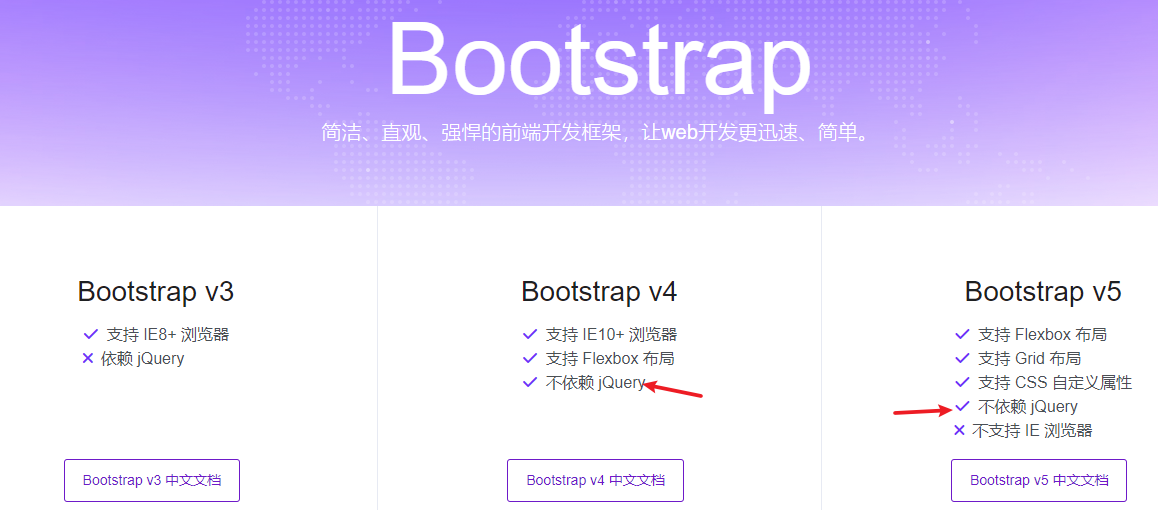 Bootstrap
简洁、直观、强悍的前端开发框架，让web开发更迅速、简单。
Bootstrap v3
支持 IE8+ 浏览器
依赖 jQuery
Bootstrap v3 中文文档
Bootstrap v4
支持 IE10+ 浏览器
支持 Flexbox 布局
不依赖 jQuery
Bootstrap v4 中文文档
Bootstrap v5
支持 Flexbox 布局
支持 Grid 布局
支持 CSS 自定义属性
不依赖 jQuery
不支持 IE 浏览器
Bootstrap v5 中文文档